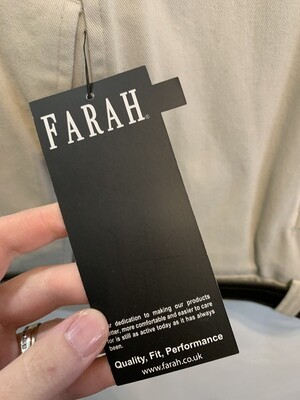 FARAH®
dedication to making our products
more comfortable and easier to care
for is still as active today as it has always
been.
Quality, Fit, Performance
www.farah.co.uk